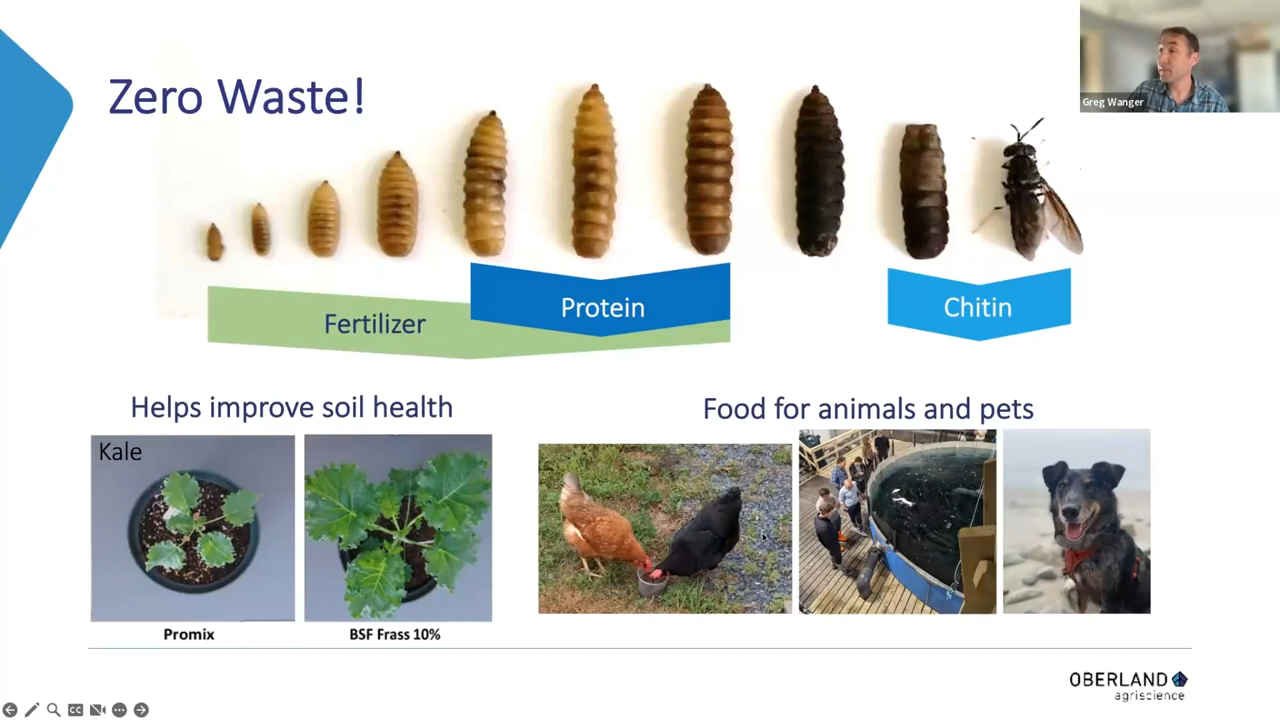 Zero Waste!
Greg Wanger
Fertilizer
Protein
Chitin
Helps improve soil health
Food for animals and pets
Kale
Promix
BSF Frass 10%
OBERLAND
agriscience
CC